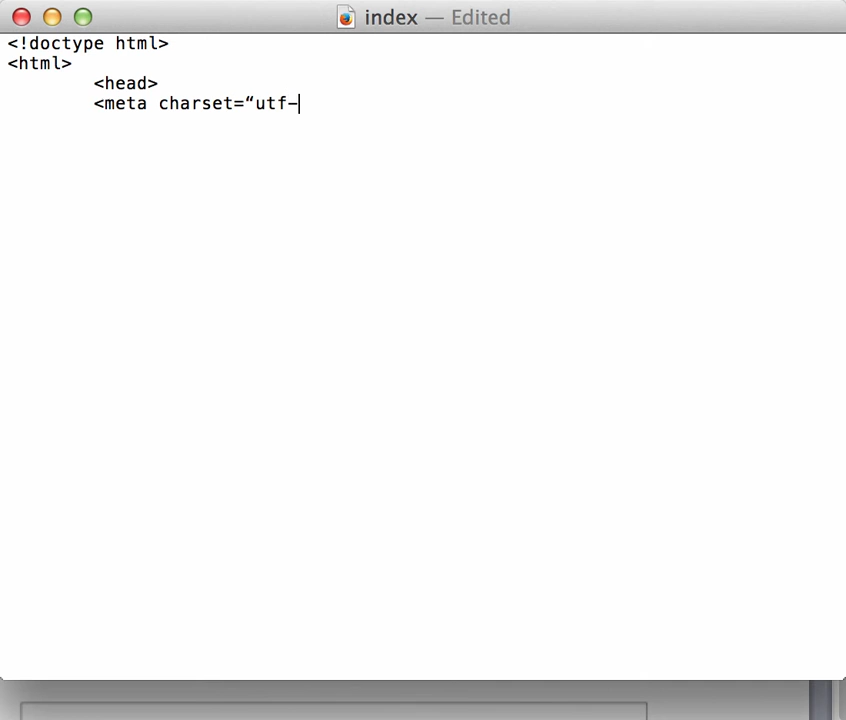 index — Edited
<!doctype html>
<html>
<head>
<meta charset=“utf-